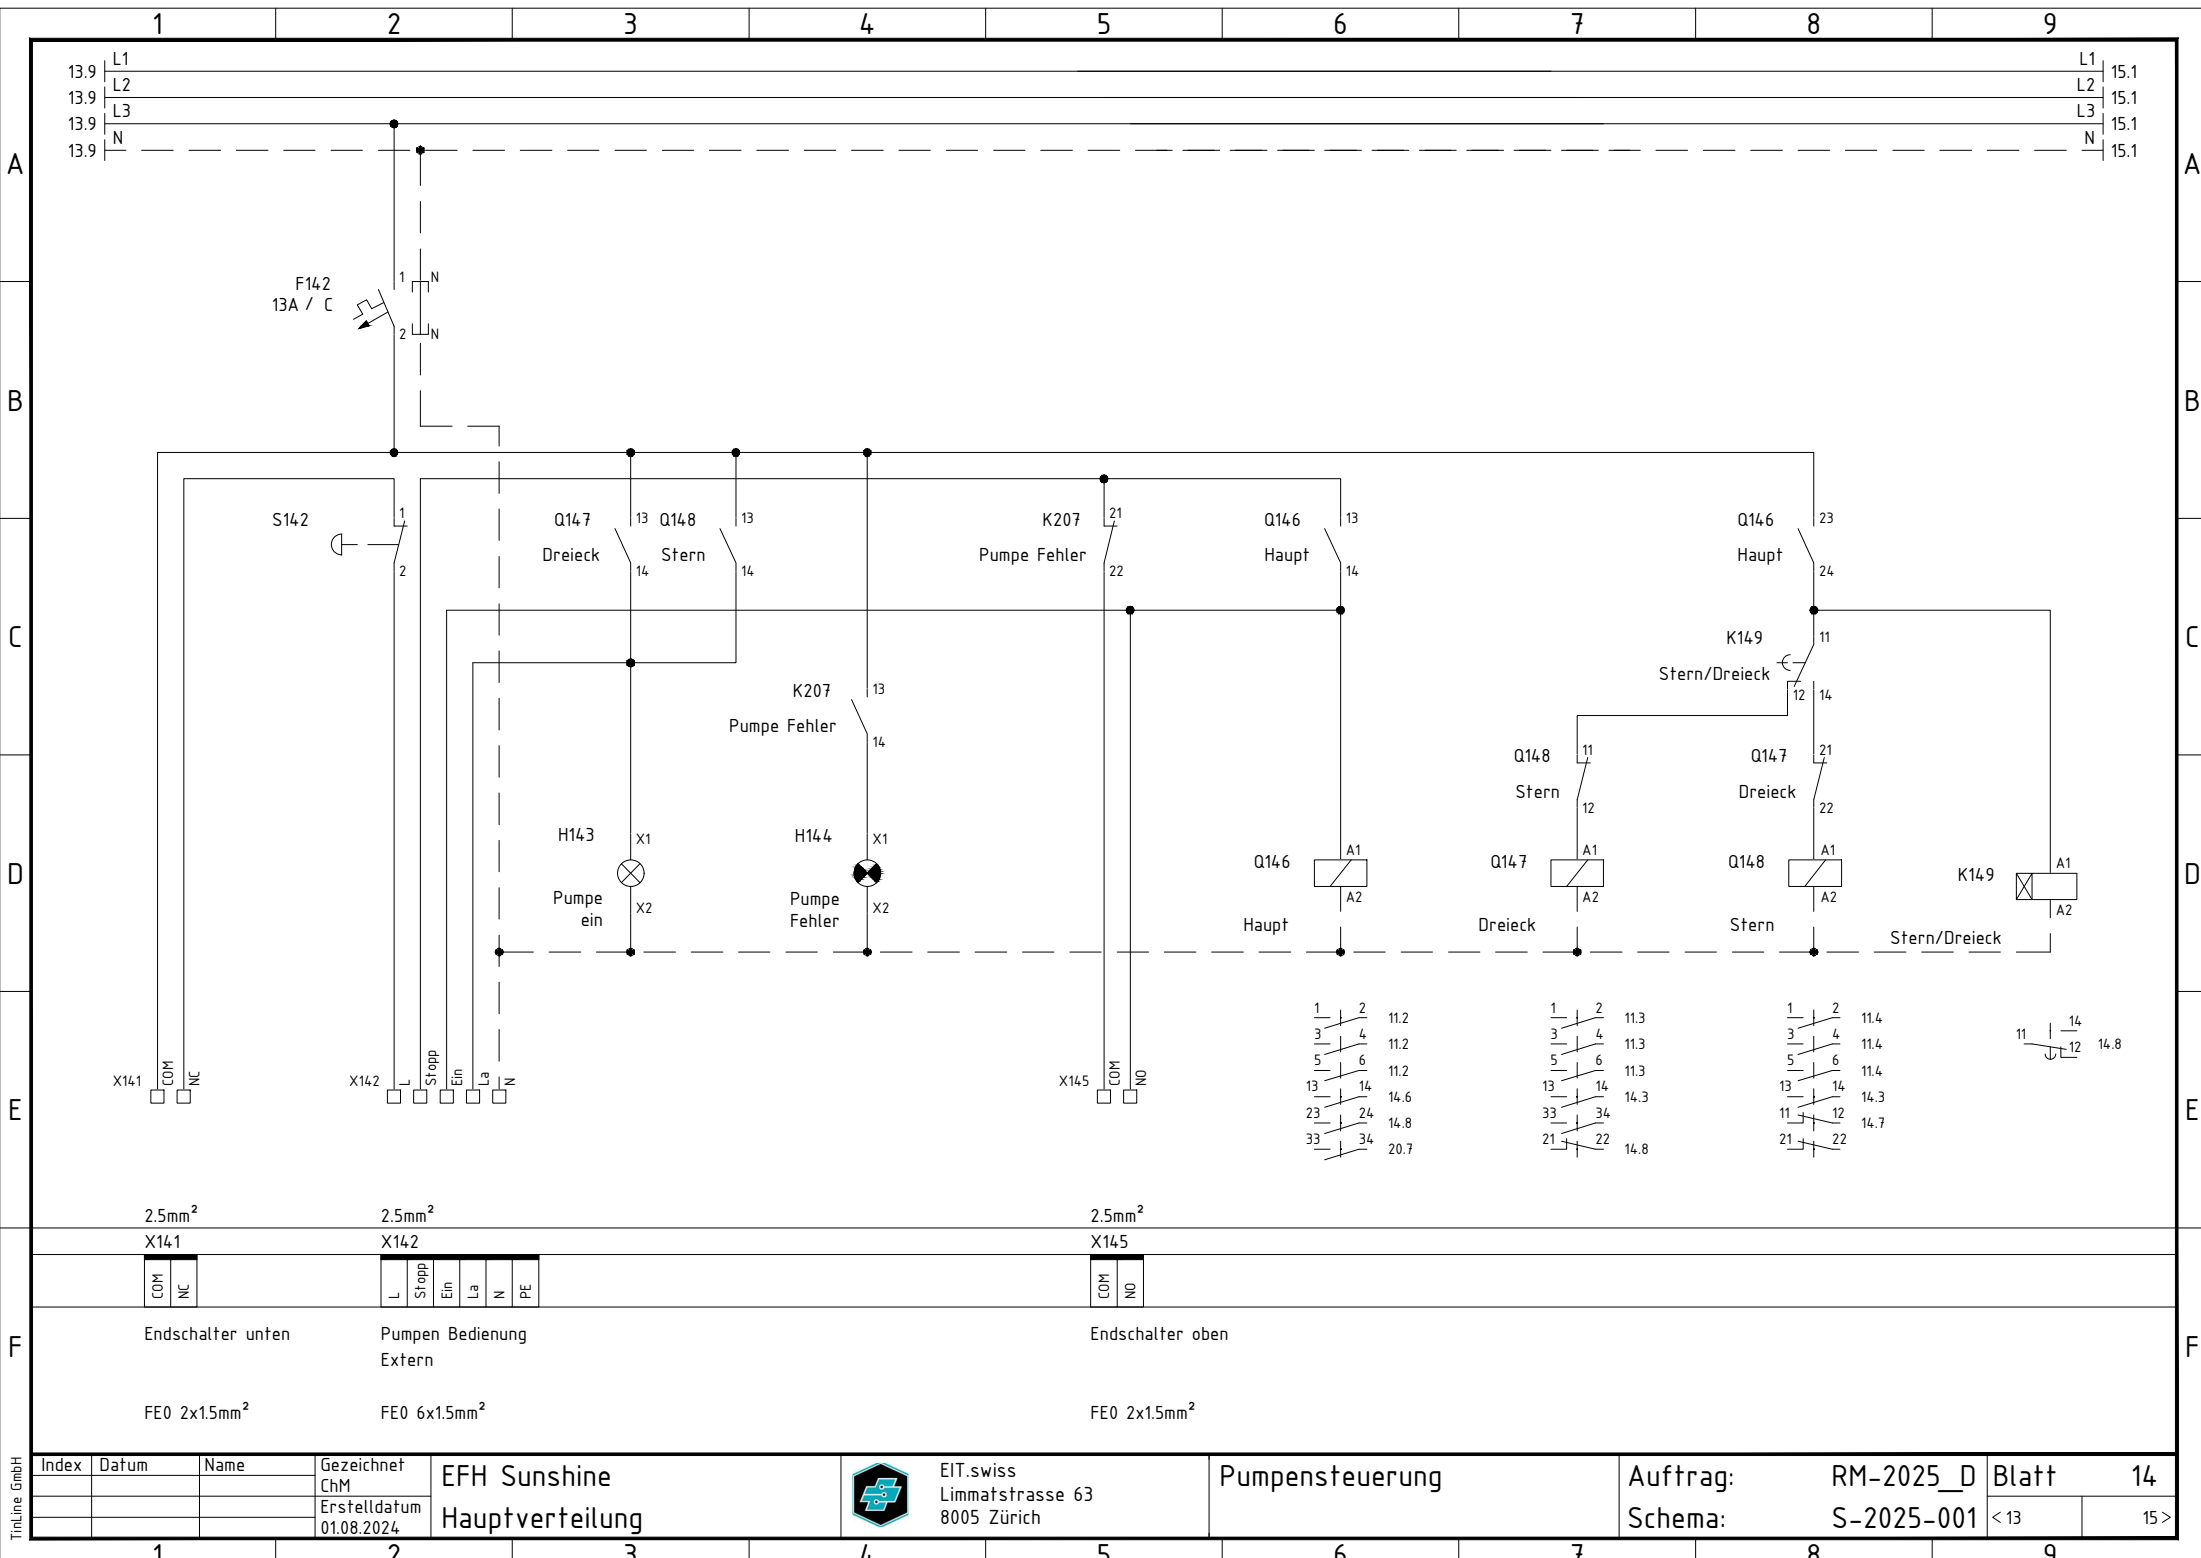 1 2 3 4 5 6 7 8 9
13.9 L1 L1 15.1
13.9 L2 L2 15.1
13.9 L3 L3 15.1
13.9 N N 15.1
A A
1 N
F142
13A / C
2 N
B B
S142 1
2
Q147 13
Dreieck
14
Q148 13
Stern
14
K207 21
Pumpe Fehler
22
Q146 13
Haupt
14
Q146 23
Haupt
24
C C
K149 11
Stern/Dreieck
12 14
K207 13
Pumpe Fehler
14
Q148 11
Stern
12
Q147 21
Dreieck
22
D D
H143 X1
Pumpe
ein
X2
H144 X1
Pumpe
Fehler
X2
Q146 A1
A2
Haupt
Q147 A1
A2
Dreieck
Q148 A1
A2
Stern
K149 A1
A2
Stern/Dreieck
E E
X141 COM NC
X142 L Stopp Ein La N
X145 COM NO
1 2 11.2
3 4 11.2
5 6 11.2
13 14 14.6
23 24 14.8
33 34 20.7
1 2 11.3
3 4 11.3
5 6 11.3
13 14 14.3
33 34
21 22 14.8
1 2 11.4
3 4 11.4
5 6 11.4
13 14 14.3
11 12 14.7
21 22
14
11 12 14.8
2.5mm² 2.5mm² 2.5mm²
X141 X142 X145
COM NC L Stopp Ein La N PE COM NO
F F
Endschalter unten
Pumpen Bedienung
Extern
Endschalter oben
FE0 2x1.5mm² FE0 6x1.5mm² FE0 2x1.5mm²
TinLine GmbH
Index Datum Name
Gezeichnet
ChM
Erstelldatum
01.08.2024
EFH Sunshine
Hauptverteilung
EIT.swiss
Limmatstrasse 63
8005 Zürich
Pumpensteuerung
Auftrag: RM-2025_D
Schema: S-2025-001
Blatt 14
<13 15>
1 2 3 4 5 6 7 8 9